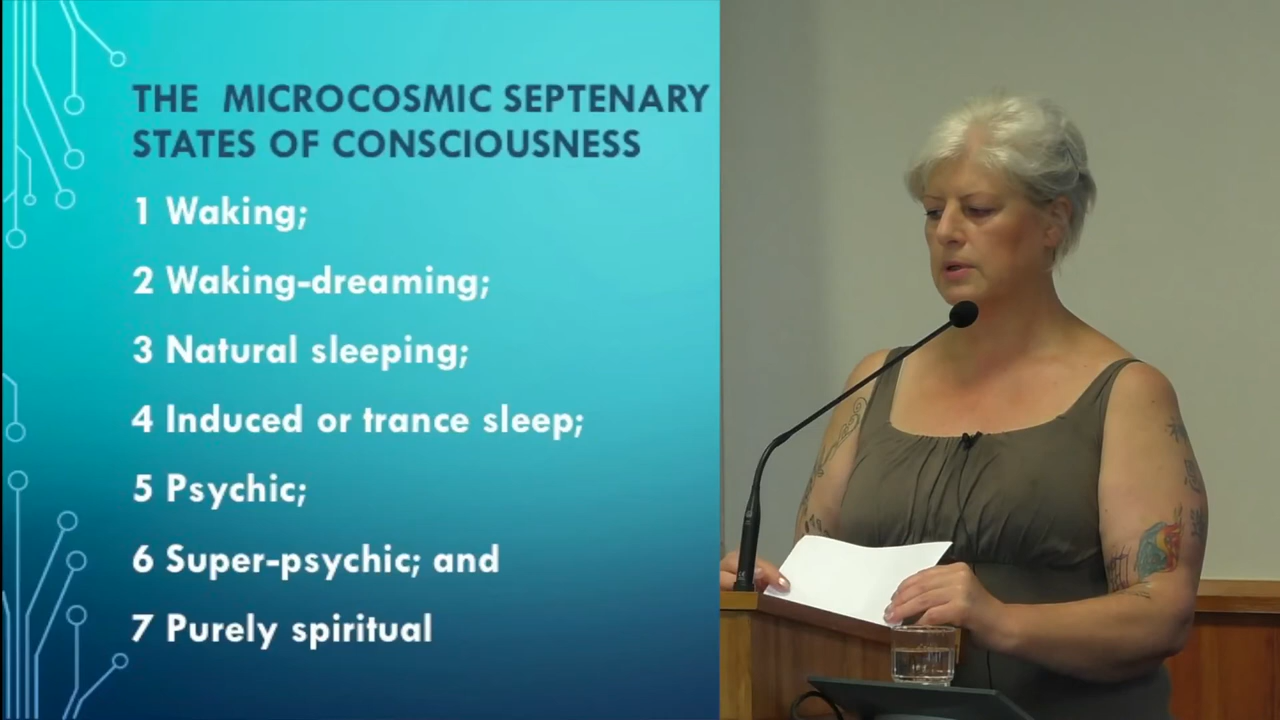 THE MICROCOSMIC SEPTENARY
STATES OF CONSCIOUSNESS
1 Waking;
2 Waking-dreaming;
3 Natural sleeping;
4 Induced or trance sleep;
5 Psychic;
6 Super-psychic; and
7 Purely spiritual